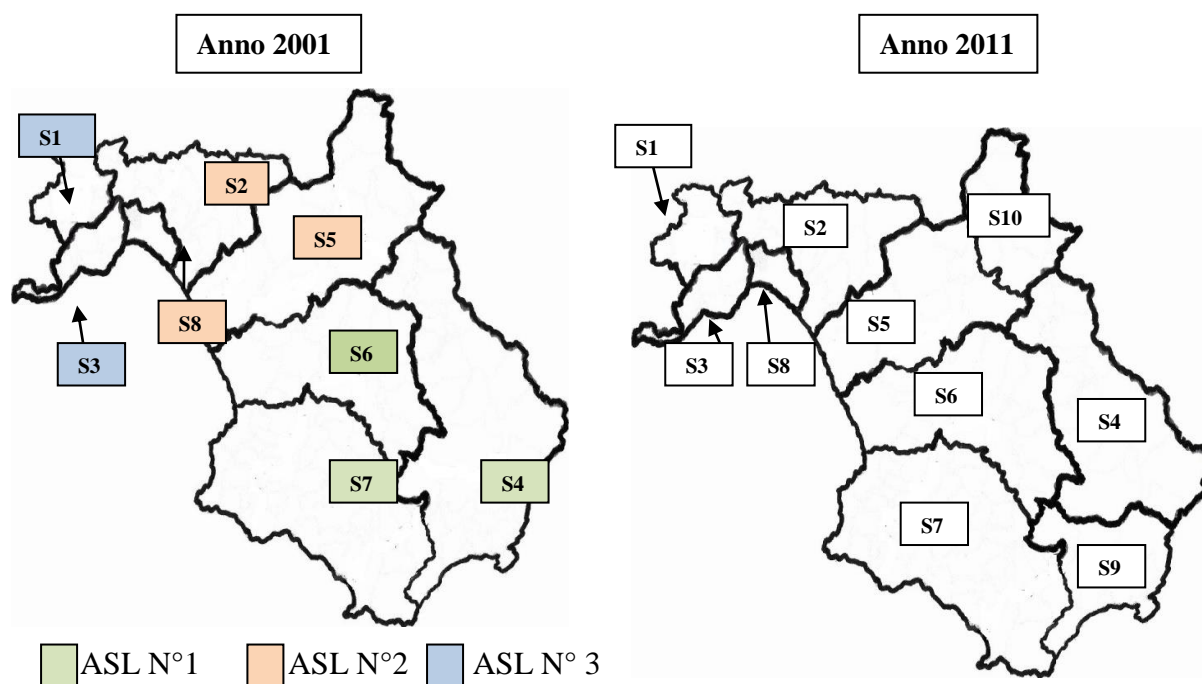 Anno 2001
Anno 2011
S1
S2
S5
S8
S3
S6
S7
S4
S1
S10
S2
S5
S3
S8
S6
S4
S7
S9
ASL N°1
ASL N°2
ASL N° 3